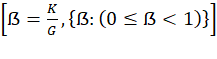 [ẞ = K/G, {ẞ: (0 ≤ ẞ < 1)}]